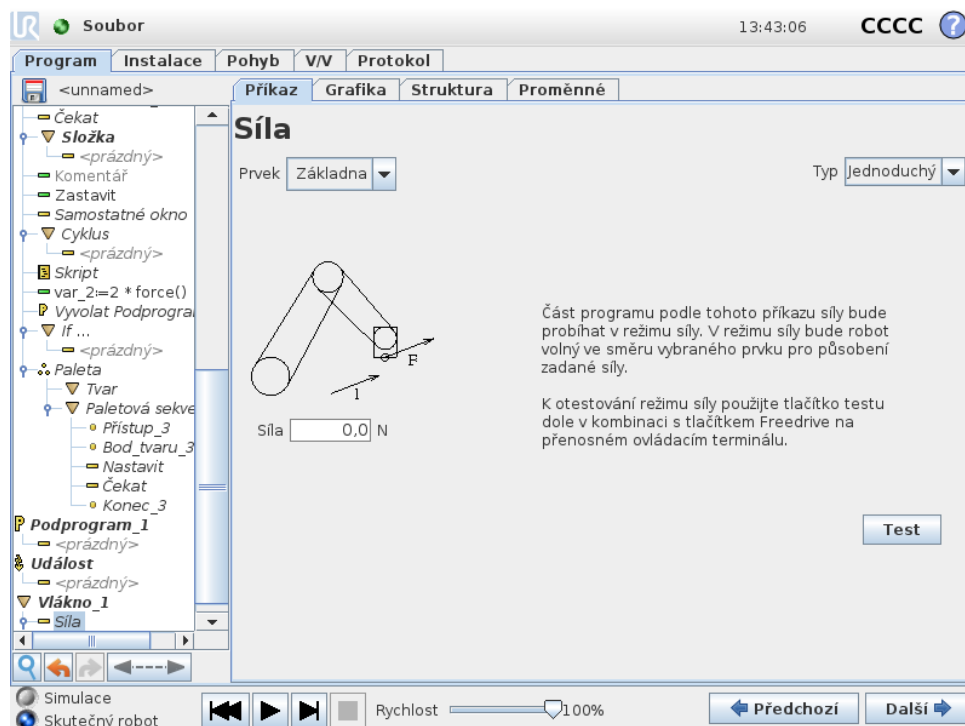 UR Soubor 13:43:06 CCCC ?
Program Instalace Pohyb V/V Protokol
<unnamed>
Příkaz Grafika Struktura Proměnné
Čekat
Složka
<prázdný>
Komentář
Zastavit
Samostatné okno
Cyklus
<prázdný>
Skript
var_2:=2 * force()
P Vyvolat Podprogra
If ...
<prázdný>
Paleta
Tvar
Paletová sekve
Přístup_3
Bod_tvaru_3
Nastavit
Čekat
Konec_3
P Podprogram_1
<prázdný>
Událost
<prázdný>
Vlákno_1
Síla
Síla
Prvek Základna
Typ Jednoduchý
F
1
Síla 0,0 N
Část programu podle tohoto příkazu síly bude
probíhat v režimu síly. V režimu síly bude robot
volný ve směru vybraného prvku pro působení
zadané síly.
K otestování režimu síly použijte tlačítko testu
dole v kombinaci s tlačítkem Freedrive na
přenosném ovládacím terminálu.
Test
Simulace
Skutečný robot
Rychlost 100%
Předchozí Další